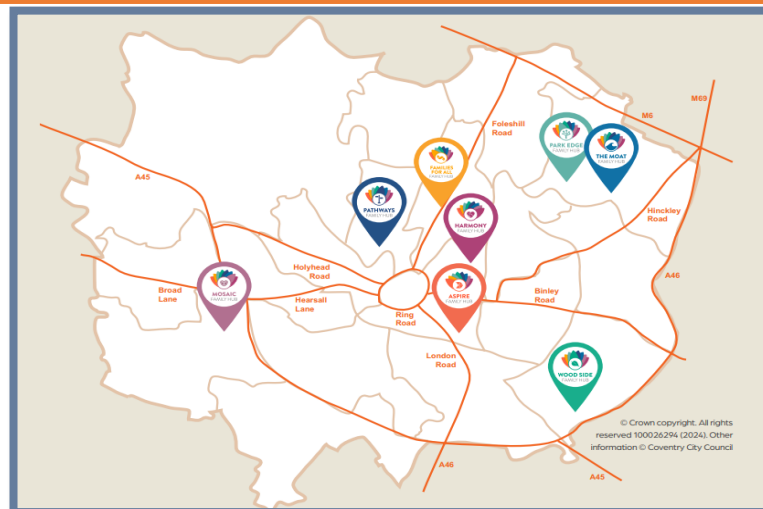 M69
A45
Foleshill
Road
M6
PARK EDGE
FAMILY HUB
THE MOAT
FAMILY HUB
FAMILIES
FOR ALL
FAMILY HUB
PATHWAYS
FAMILY HUB
HARMONY
FAMILY HUB
Hinckley
Road
Holyhead
Road
A46
Broad
Lane
MOSAIC
FAMILY HUB
Hearsall
Lane
ASPIRE
FAMILY HUB
Binley
Road
Ring
Road
London
Road
WOOD SIDE
FAMILY HUB
© Crown copyright. All rights
reserved 100026294 (2024). Other
information © Coventry City Council
A46
A45